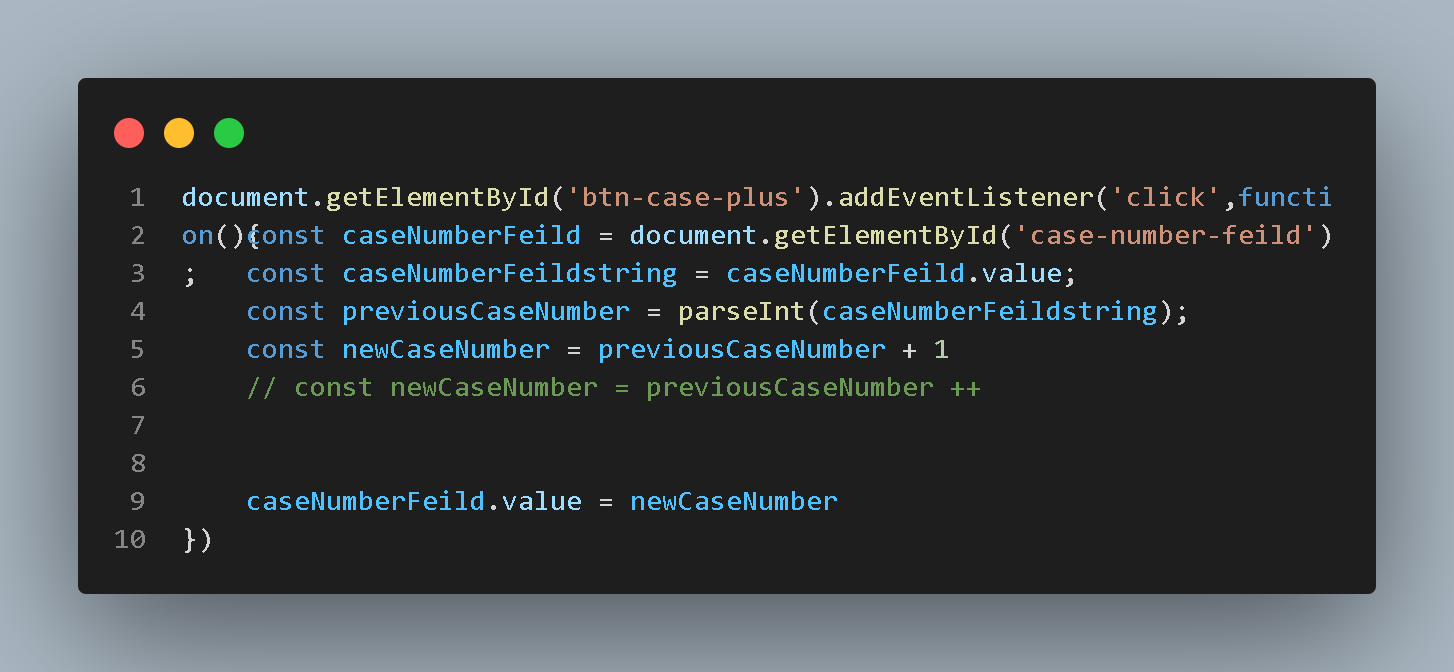 1 document.getElementById('btn-case-plus').addEventListener('click',functi
2 on(){const caseNumberFeild = document.getElementById('case-number-feild')
3 ;   const caseNumberFeildstring = caseNumberFeild.value;
4     const previousCaseNumber = parseInt(caseNumberFeildstring);
5     const newCaseNumber = previousCaseNumber + 1
6     // const newCaseNumber = previousCaseNumber ++
7
8
9     caseNumberFeild.value = newCaseNumber
10 })